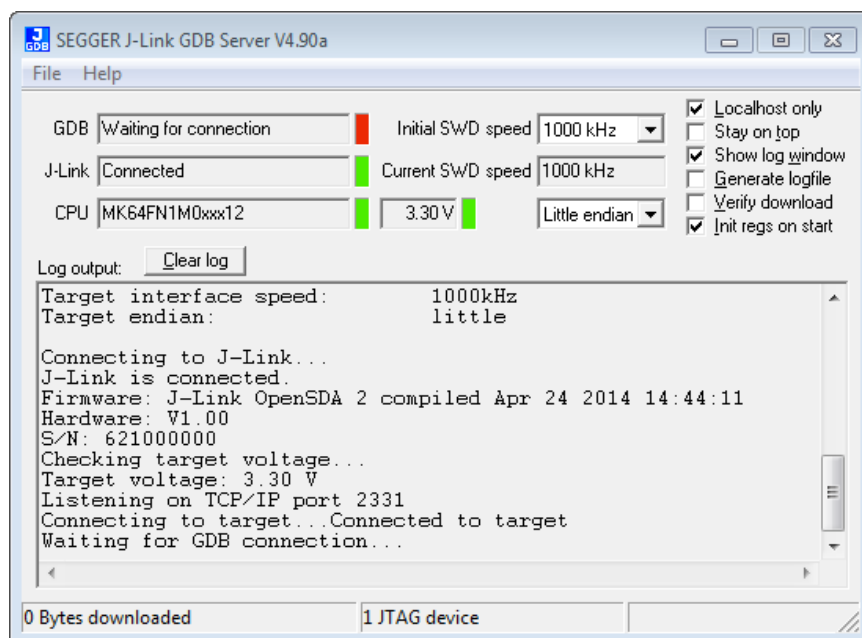 J
GDB
SEGGER J-Link GDB Server V4.90a
File Help
GDB Waiting for connection Initial SWD speed 1000 kHz
J-Link Connected Current SWD speed 1000 kHz
CPU MK64FN1M0xxx12 3.30 V Little endian
Localhost only
Stay on top
Show log window
Generate logfile
Verify download
Init regs on start
Log output: Clear log
Target interface speed: 1000kHz
Target endian: little
Connecting to J-Link...
J-Link is connected.
Firmware: J-Link OpenSDA 2 compiled Apr 24 2014 14:44:11
Hardware: V1.00
S/N: 621000000
Checking target voltage...
Target voltage: 3.30 V
Listening on TCP/IP port 2331
Connecting to target...Connected to target
Waiting for GDB connection...
0 Bytes downloaded 1 JTAG device